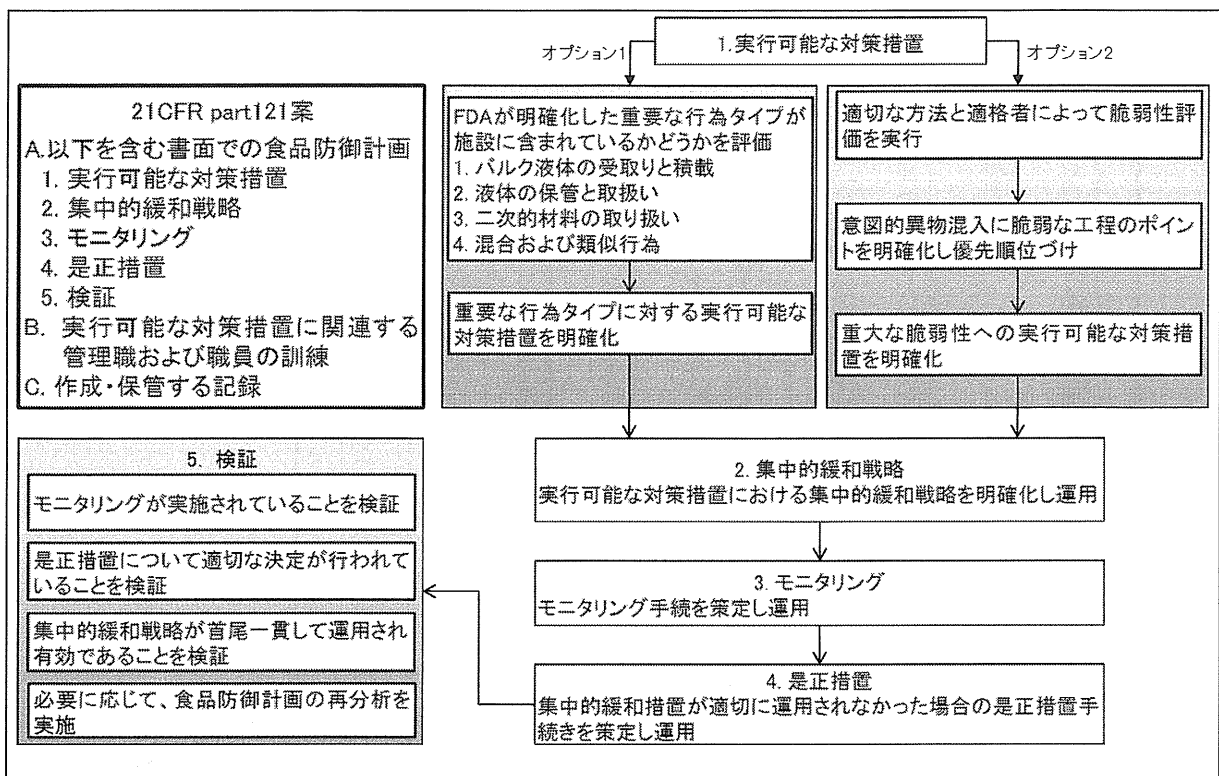 1.実行可能な対策措置
オプション1
オプション2
21CFR part121案
A.以下を含む書面での食品防御計画
1. 実行可能な対策措置
2. 集中的緩和戦略
3. モニタリング
4. 是正措置
5. 検証
B. 実行可能な対策措置に関連する
管理職および職員の訓練
C. 作成・保管する記録
FDAが明確化した重要な行為タイプが
施設に含まれているかどうかを評価
1. バルク液体の受取りと積載
2. 液体の保管と取扱い
3. 二次的材料の取り扱い
4. 混合および類似行為
重要な行為タイプに対する実行可能な
対策措置を明確化
適切な方法と適格者によって脆弱性評
価を実行
意図的異物混入に脆弱な工程のポイン
トを明確化し優先順位づけ
重大な脆弱性への実行可能な対策措
置を明確化
2. 集中的緩和戦略
実行可能な対策措置における集中的緩和戦略を明確化し運用
3. モニタリング
モニタリング手続を策定し運用
4. 是正措置
集中的緩和措置が適切に運用されなかった場合の是正措置手
続きを策定し運用
5. 検証
モニタリングが実施されていることを検証
是正措置について適切な決定が行われて
いることを検証
集中的緩和戦略が首尾一貫して運用され
有効であることを検証
必要に応じて、食品防御計画の再分析を
実施